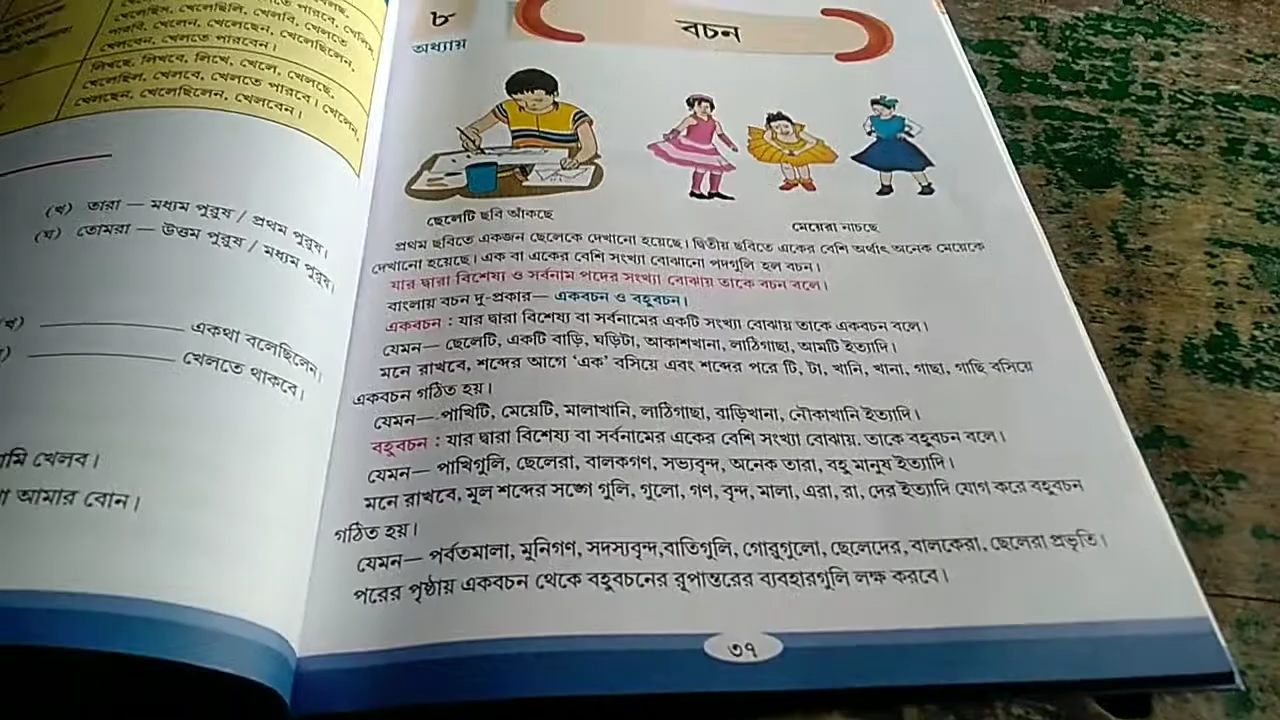 খেলেছিস, খেলেছিলি, খেলবি, খেলতে
খেলেন, খেলেছেন, খেলেছিলেন,
খেলবেন, খেলতে পারবেন।
লিখছে, লিখবে, লিখে, খেলে, খেলছে,
খেলেছিল, খেলবে, খেলতে পারবে। খেলেন,
খেলছেন, খেলেছিলেন, খেলবেন।
(খ) তারা — মধ্যম পুরুষ / প্রথম পুরুষ।
(ঘ) তোমরা — উত্তম পুরুষ / মধ্যম পুরুষ।
একথা বলেছিলেন।
খেলতে থাকবে।
খেলব।
আমার বোন।
৮
অধ্যায়
বচন
ছেলেটি ছবি আঁকছে
মেয়েরা নাচছে
প্রথম ছবিতে একজন ছেলেকে দেখানো হয়েছে। দ্বিতীয় ছবিতে একের বেশি অর্থাৎ অনেক মেয়েকে
দেখানো হয়েছে। এক বা একের বেশি সংখ্যা বোঝানো পদগুলি হল বচন।
যার দ্বারা বিশেষ্য ও সর্বনাম পদের সংখ্যা বোঝায় তাকে বচন বলে।
বাংলায় বচন দু-প্রকার— একবচন ও বহুবচন।
একবচন : যার দ্বারা বিশেষ্য বা সর্বনামের একটি সংখ্যা বোঝায় তাকে একবচন বলে।
যেমন— ছেলেটি, একটি বাড়ি, ঘড়িটা, আকাশখানা, লাঠিগাছা, আমটি ইত্যাদি।
মনে রাখবে, শব্দের আগে ‘এক’ বসিয়ে এবং শব্দের পরে টি, টা, খানি, খানা, গাছা, গাছি বসিয়ে
একবচন গঠিত হয়।
যেমন— পাখিটি, মেয়েটি, মালাখানি, লাঠিগাছা, বাড়িখানা, নৌকাখানি ইত্যাদি।
বহুবচন : যার দ্বারা বিশেষ্য বা সর্বনামের একের বেশি সংখ্যা বোঝায়. তাকে বহুবচন বলে।
যেমন— পাখিগুলি, ছেলেরা, বালকগণ, সভ্যবৃন্দ, অনেক তারা, বহু মানুষ ইত্যাদি।
মনে রাখবে, মূল শব্দের সঙ্গে গুলি, গুলো, গণ, বৃন্দ, মালা, এরা, রা, দের ইত্যাদি যোগ করে বহুবচন
গঠিত হয়।
যেমন— পর্বতমালা, মুনিগণ, সদস্যবৃন্দ,বাতিগুলি, গোরুগুলো, ছেলেদের, বালকেরা, ছেলেরা প্রভৃতি।
পরের পৃষ্ঠায় একবচন থেকে বহুবচনের রূপান্তরের ব্যবহারগুলি লক্ষ করবে।
৩৭